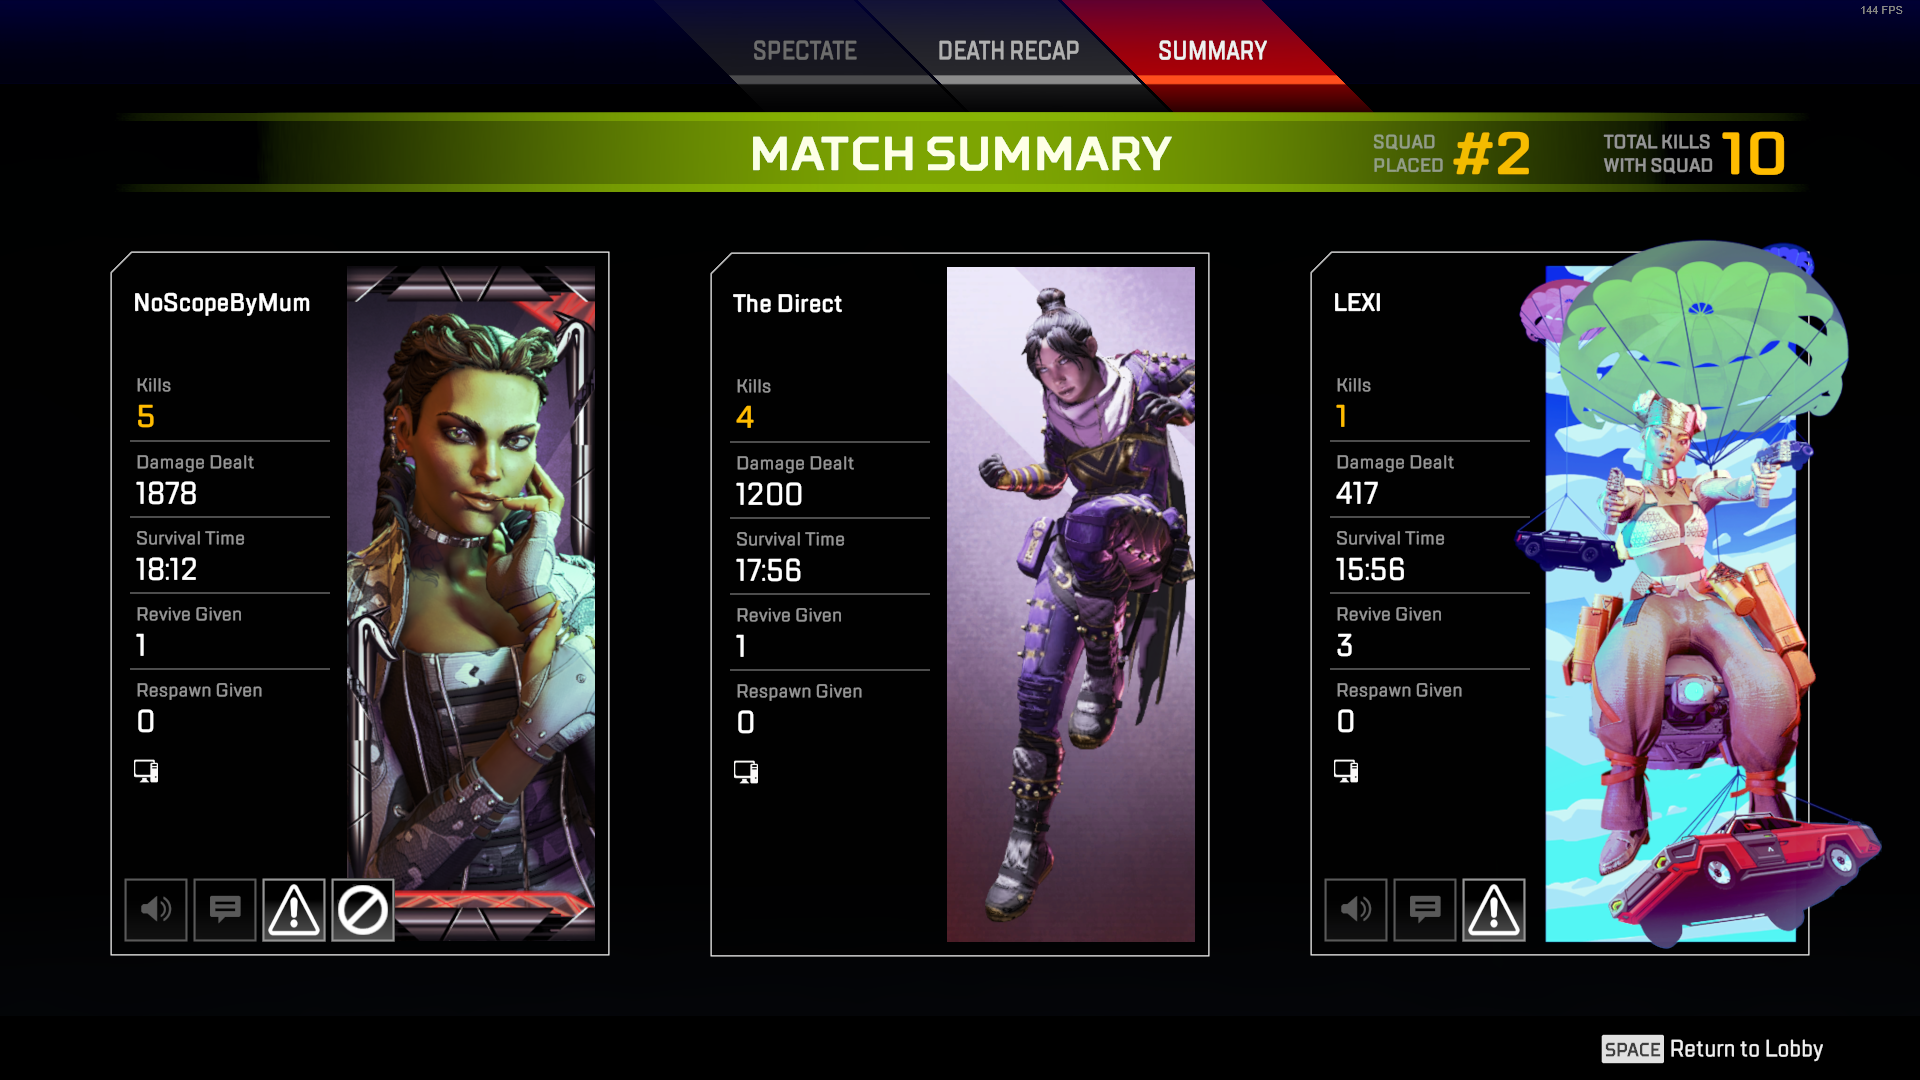 144 FPS
SPECTATE
DEATH RECAP
SUMMARY
MATCH SUMMARY
SQUAD
PLACED
#2
TOTAL KILLS
WITH SQUAD
10
NoScopeByMum
Kills
5
Damage Dealt
1878
Survival Time
18:12
Revive Given
1
Respawn Given
0
The Direct
Kills
4
Damage Dealt
1200
Survival Time
17:56
Revive Given
1
Respawn Given
0
LEXI
Kills
1
Damage Dealt
417
Survival Time
15:56
Revive Given
3
Respawn Given
0
SPACE Return to Lobby